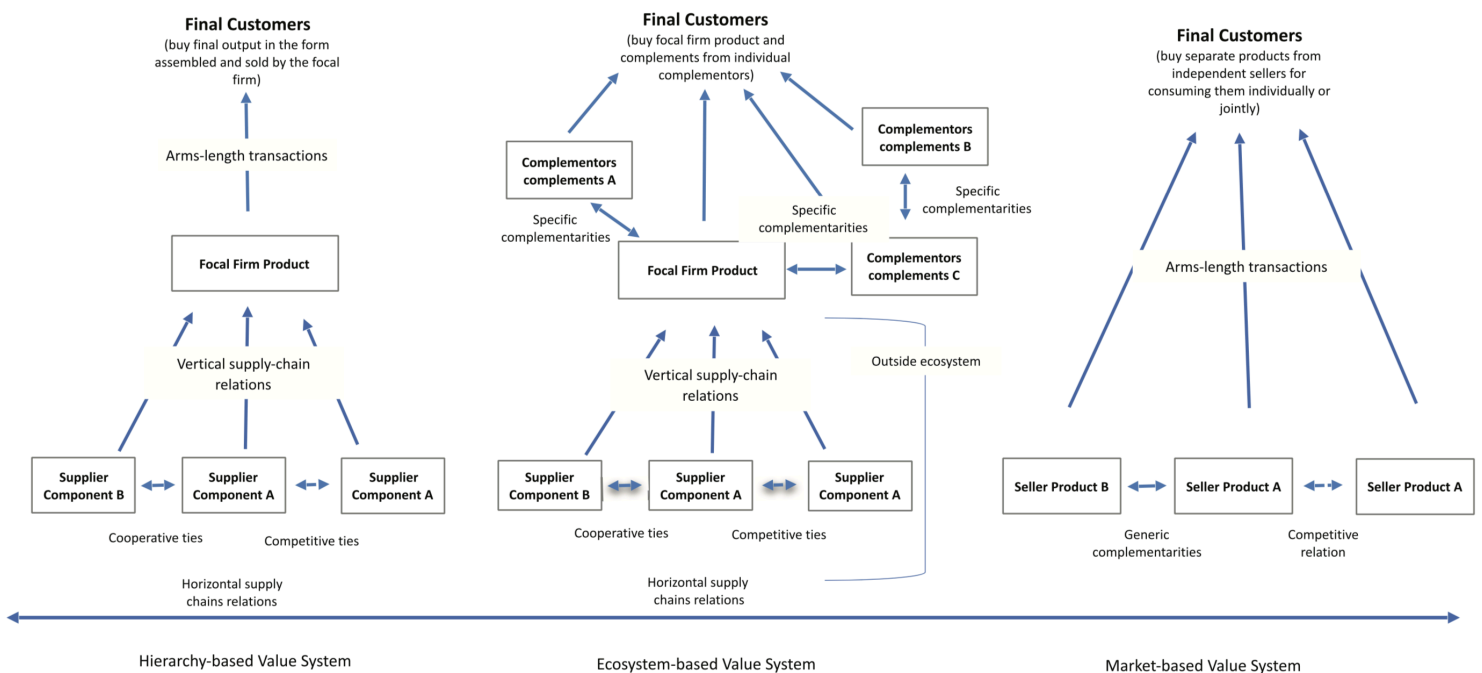 Final Customers
(buy final output in the form
assembled and sold by the focal
firm)
Arms-length transactions
Focal Firm Product
Vertical supply-chain
relations
Supplier
Component B
Supplier
Component A
Supplier
Component A
Cooperative ties
Competitive ties
Horizontal supply
chains relations
Hierarchy-based Value System
Final Customers
(buy focal firm product and
complements from individual
complementors)
Complementors
complements A
Complementors
complements B
Specific
complementarities
Specific
complementarities
Specific
complementarities
Focal Firm Product
Complementors
complements C
Outside ecosystem
Vertical supply-chain
relations
Supplier
Component B
Supplier
Component A
Supplier
Component A
Cooperative ties
Competitive ties
Horizontal supply
chains relations
Ecosystem-based Value System
Final Customers
(buy separate products from
independent sellers for
consuming them individually or
jointly)
Arms-length transactions
Seller Product B
Seller Product A
Seller Product A
Generic
complementarities
Competitive
relation
Market-based Value System